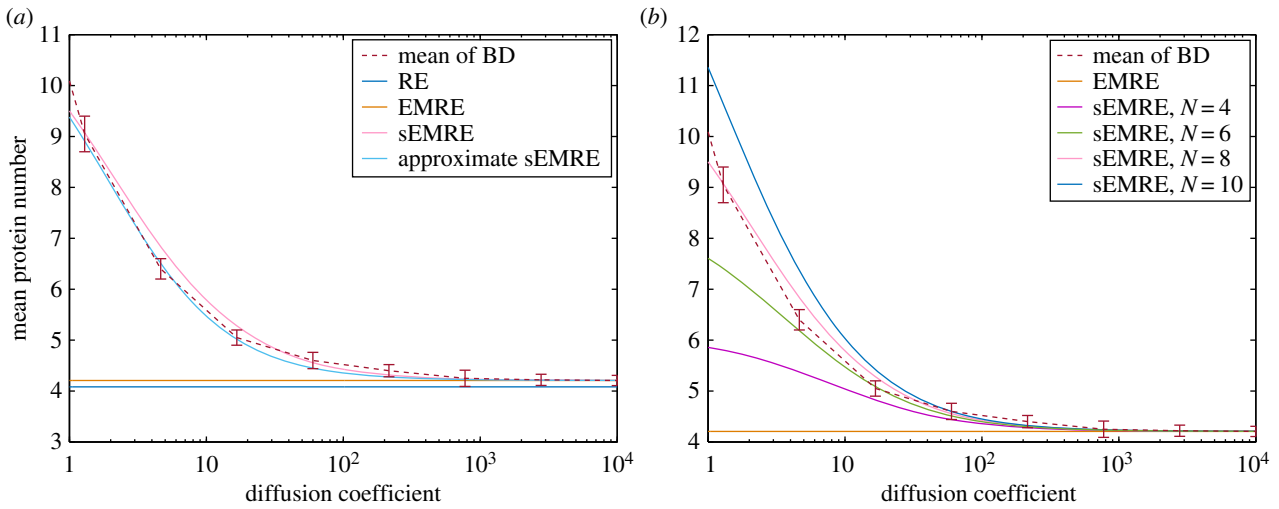 (a)
11
10
9
8
7
6
5
4
3
mean protein number
mean of BD
RE
EMRE
sEMRE
approximate sEMRE
1
10
10²
10³
10⁴
diffusion coefficient
(b)
12
11
10
9
8
7
6
5
4
mean of BD
EMRE
sEMRE, N = 4
sEMRE, N = 6
sEMRE, N = 8
sEMRE, N = 10
1
10
10²
10³
10⁴
diffusion coefficient